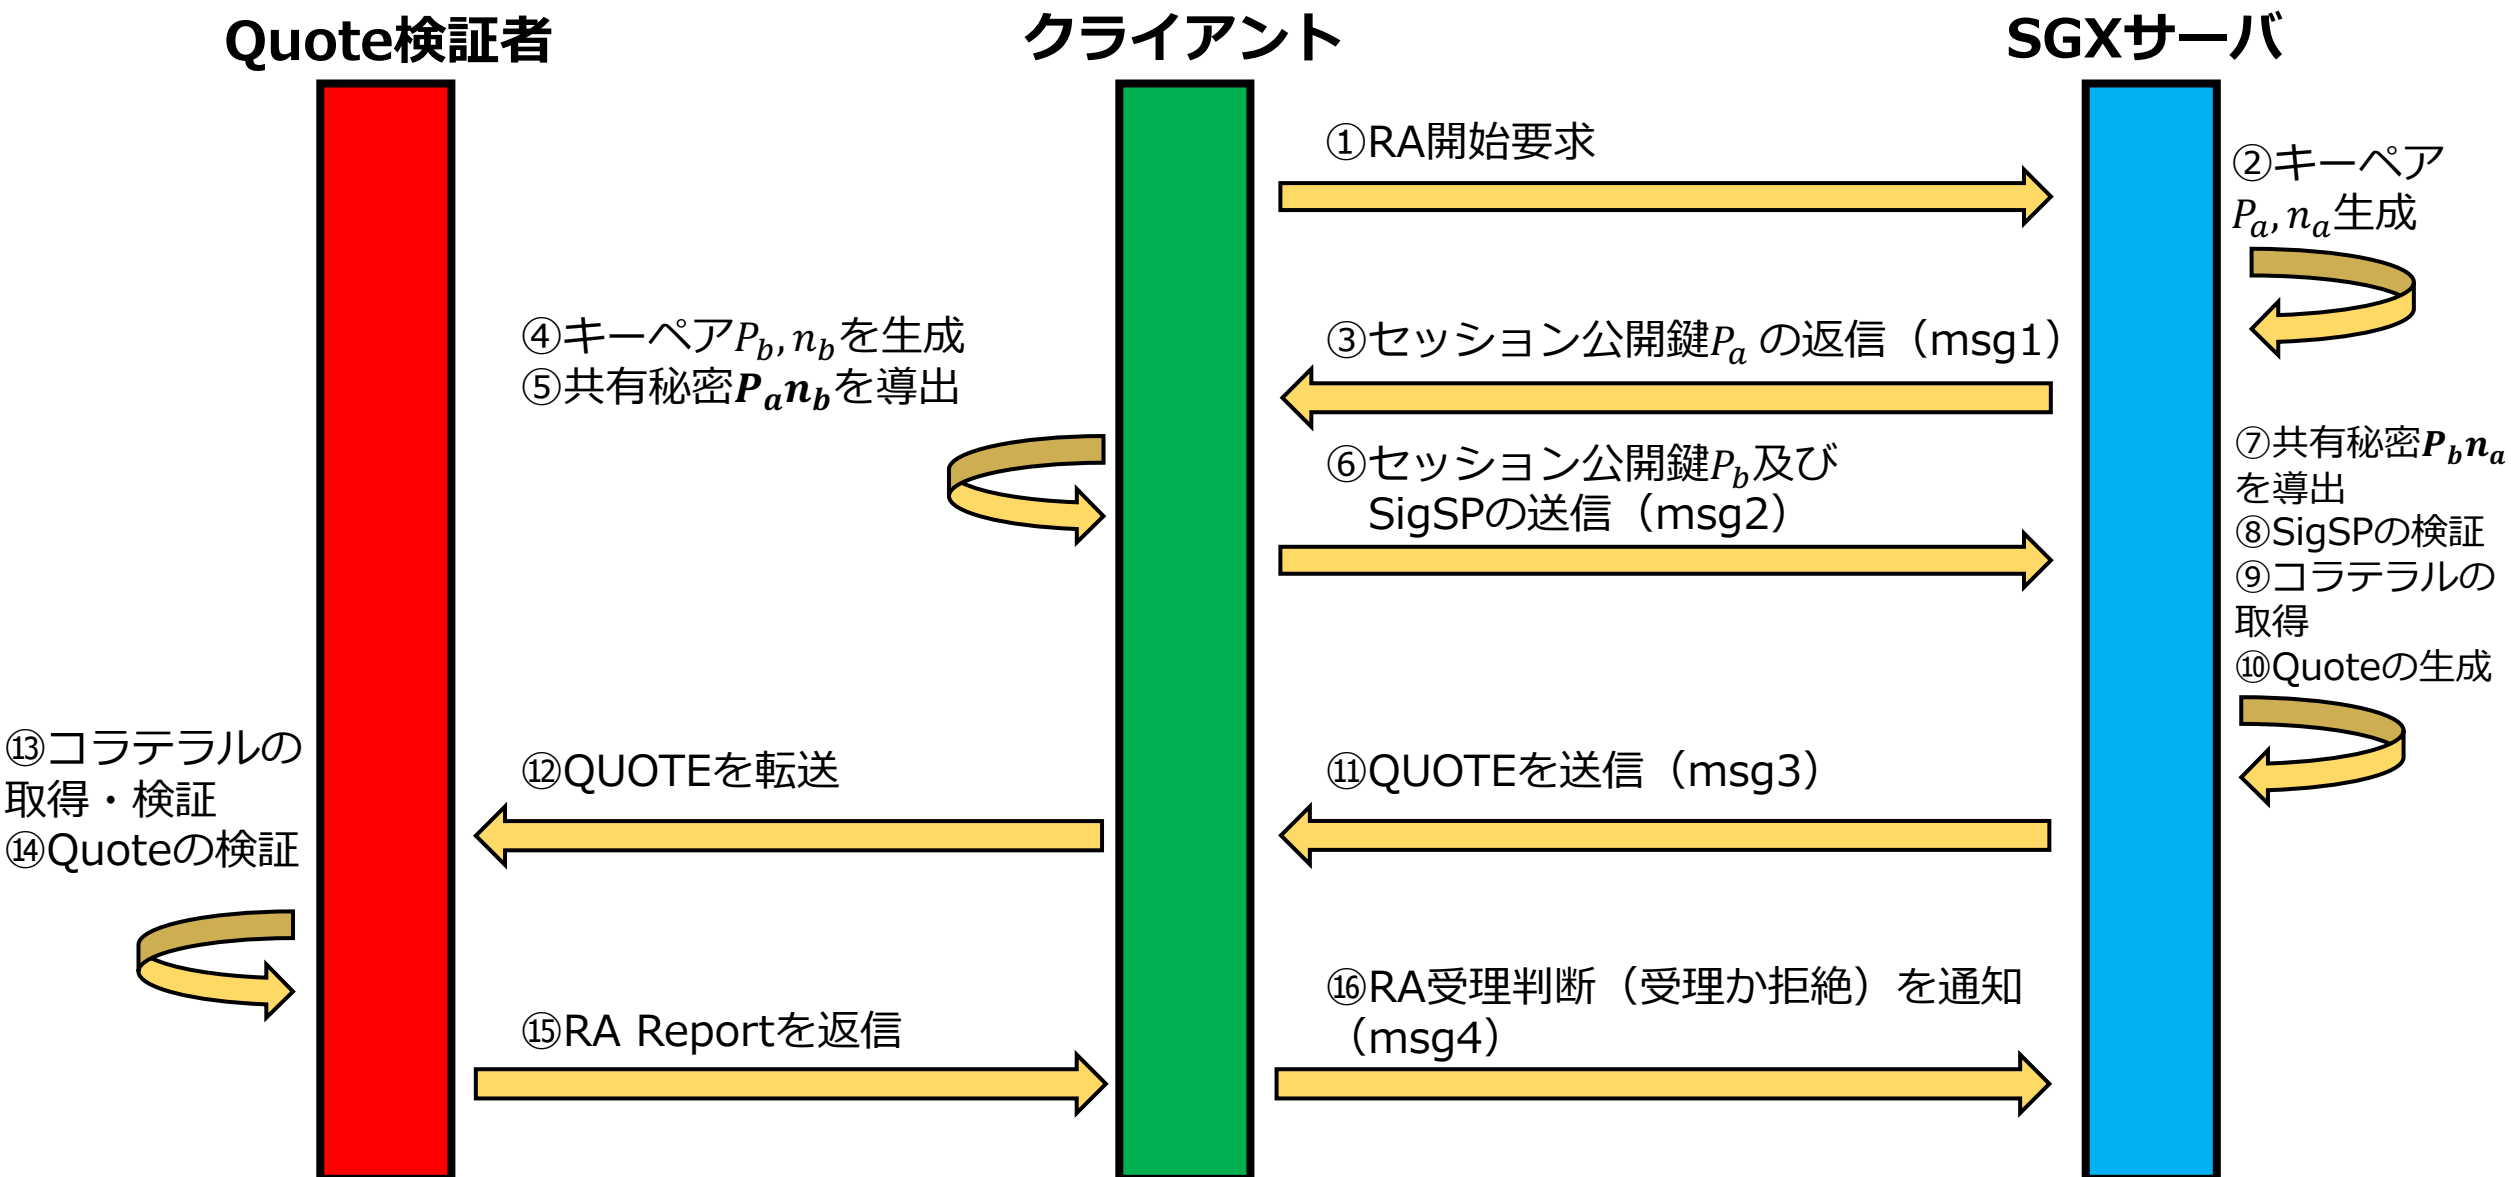 Quote検証者
クライアント
SGXサーバ
①RA開始要求
②キーペア
P_a, n_a生成
③セッション公開鍵P_a の返信（msg1）
④キーペアP_b, n_bを生成
⑤共有秘密P_a n_bを導出
⑥セッション公開鍵P_b及び
SigSPの送信（msg2）
⑦共有秘密P_b n_a
を導出
⑧SigSPの検証
⑨コラテラルの
取得
⑩Quoteの生成
⑪QUOTEを送信（msg3）
⑫QUOTEを転送
⑬コラテラルの
取得・検証
⑭Quoteの検証
⑮RA Reportを返信
⑯RA受理判断（受理か拒絶）を通知
（msg4）